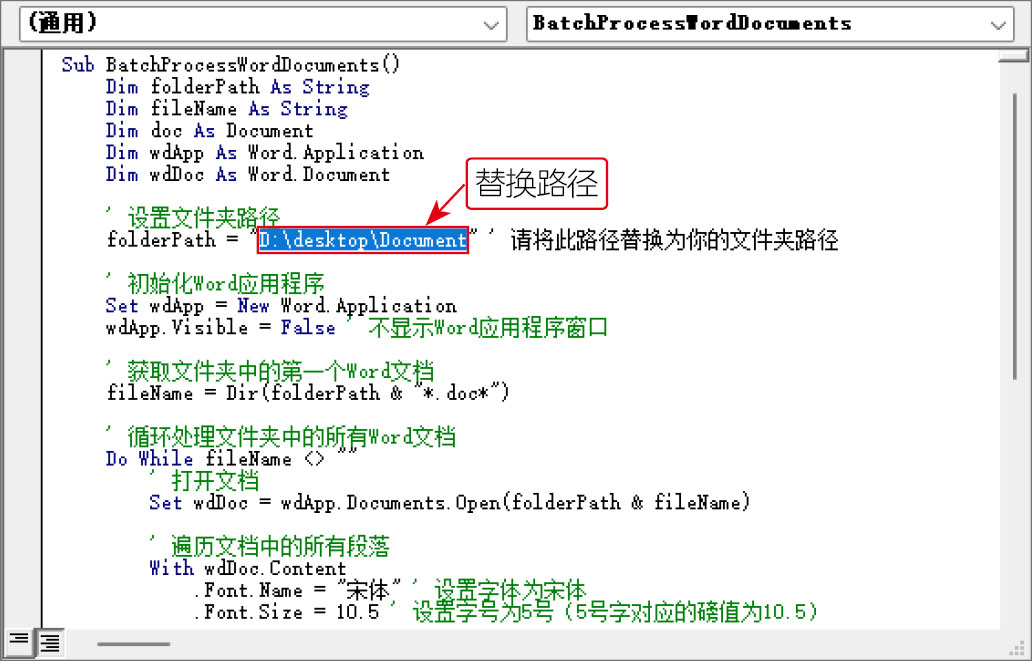 (通用)
BatchProcessWordDocuments
Sub BatchProcessWordDocuments()
Dim folderPath As String
Dim fileName As String
Dim doc As Document
Dim wdApp As Word.Application
Dim wdDoc As Word.Document
替换路径
' 设置文件夹路径
folderPath = "D:\desktop\Document" ' 请将此路径替换为你的文件夹路径
' 初始化Word应用程序
Set wdApp = New Word.Application
wdApp.Visible = False ' 不显示Word应用程序窗口
' 获取文件夹中的第一个Word文档
fileName = Dir(folderPath & "*.doc*")
' 循环处理文件夹中的所有Word文档
Do While fileName <> ""
' 打开文档
Set wdDoc = wdApp.Documents.Open(folderPath & fileName)
' 遍历文档中的所有段落
With wdDoc.Content
.Font.Name = "宋体" ' 设置字体为宋体
.Font.Size = 10.5 ' 设置字号为5号（5号字对应的磅值为10.5）